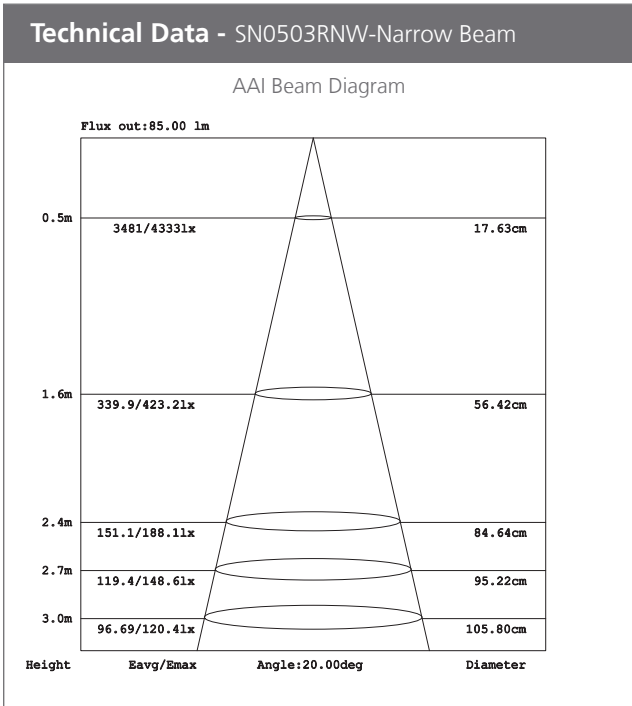 Technical Data - SN0503RNW-Narrow Beam
AAI Beam Diagram
Flux out:85.00 lm
0.5m 3481/4333lx 17.63cm
1.6m 339.9/423.2lx 56.42cm
2.4m 151.1/188.1lx 84.64cm
2.7m 119.4/148.6lx 95.22cm
3.0m 96.69/120.4lx 105.80cm
Height Eavg/Emax Angle:20.00deg Diameter